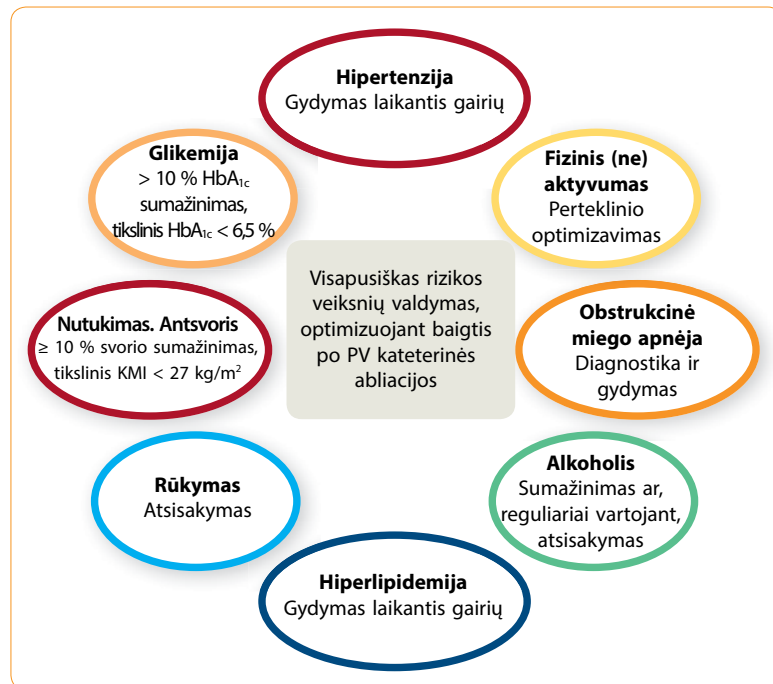 Hipertenzija
Gydymas laikantis gairių
Glikemija
> 10 % HbA₁c
sumažinimas,
tikslinis HbA₁c < 6,5 %
Fizinis (ne)
aktyvumas
Perteklinio
optimizavimas
Visapusiškas rizikos
veiksnių valdymas,
optimizuojant baigtis
po PV kateterinės
abliacijos
Nutukimas. Antsvoris
≥ 10 % svorio sumažinimas,
tikslinis KMI < 27 kg/m²
Obstrukcinė
miego apnėja
Diagnostika ir
gydymas
Rūkymas
Atsisakymas
Alkoholis
Sumažinimas ar,
reguliariai vartojant,
atsisakymas
Hiperlipidemija
Gydymas laikantis gairių